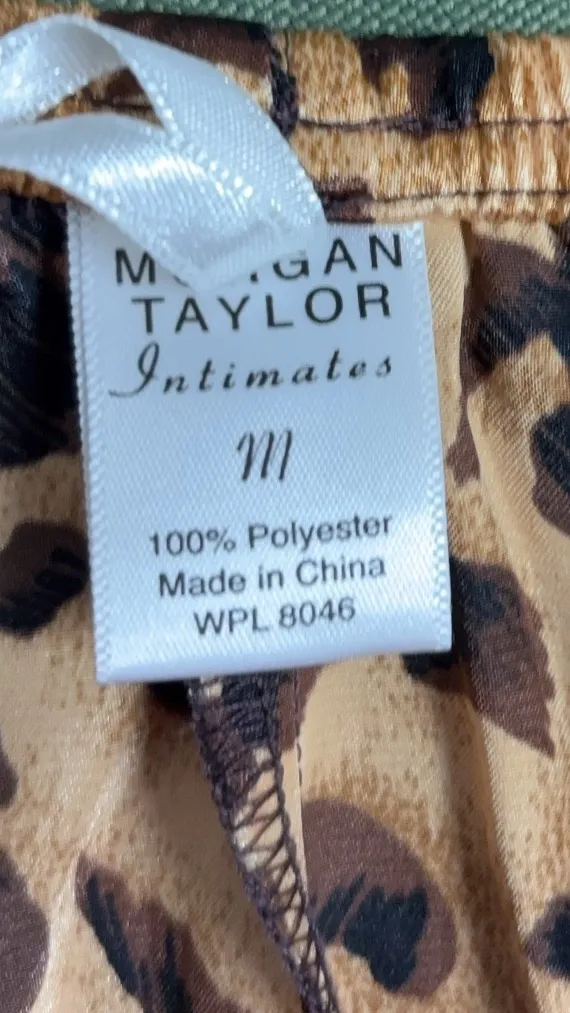 TAYLOR
Intimates
M
100% Polyester
Made in China
WPL 8046